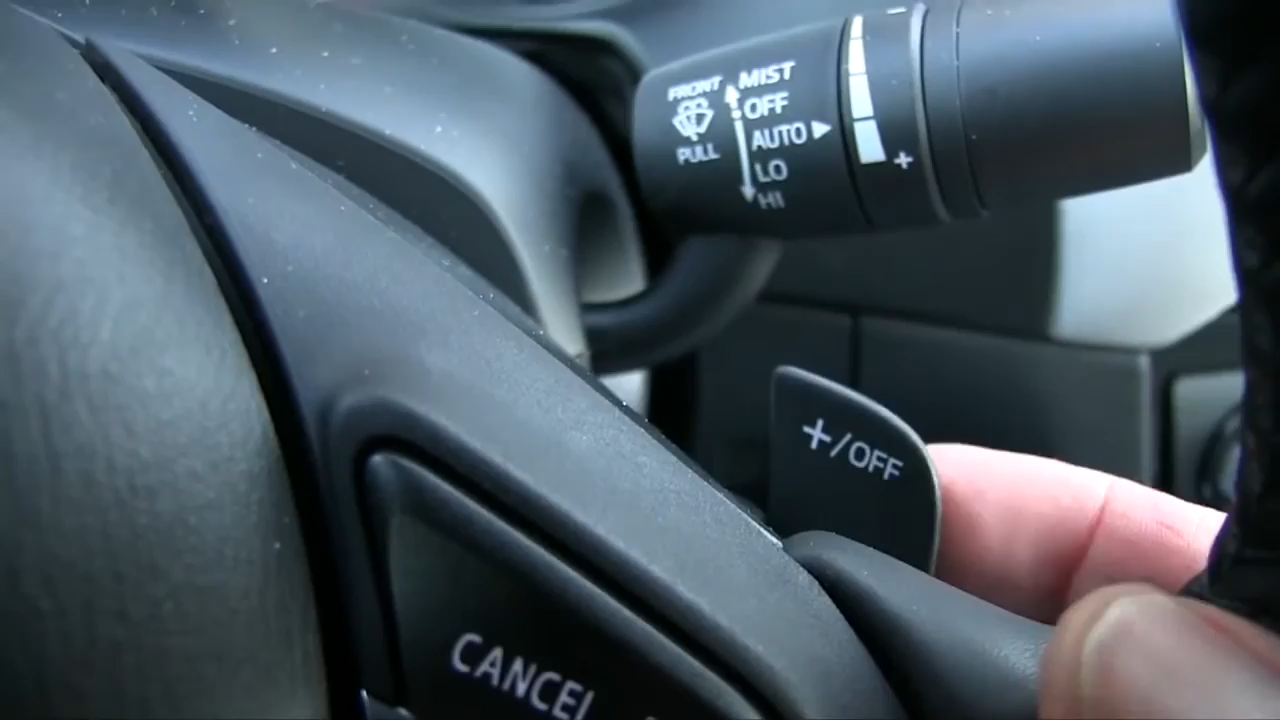 FRONT
PULL
MIST
OFF
AUTO
LO
HI
-
+
+/OFF
CANCEL